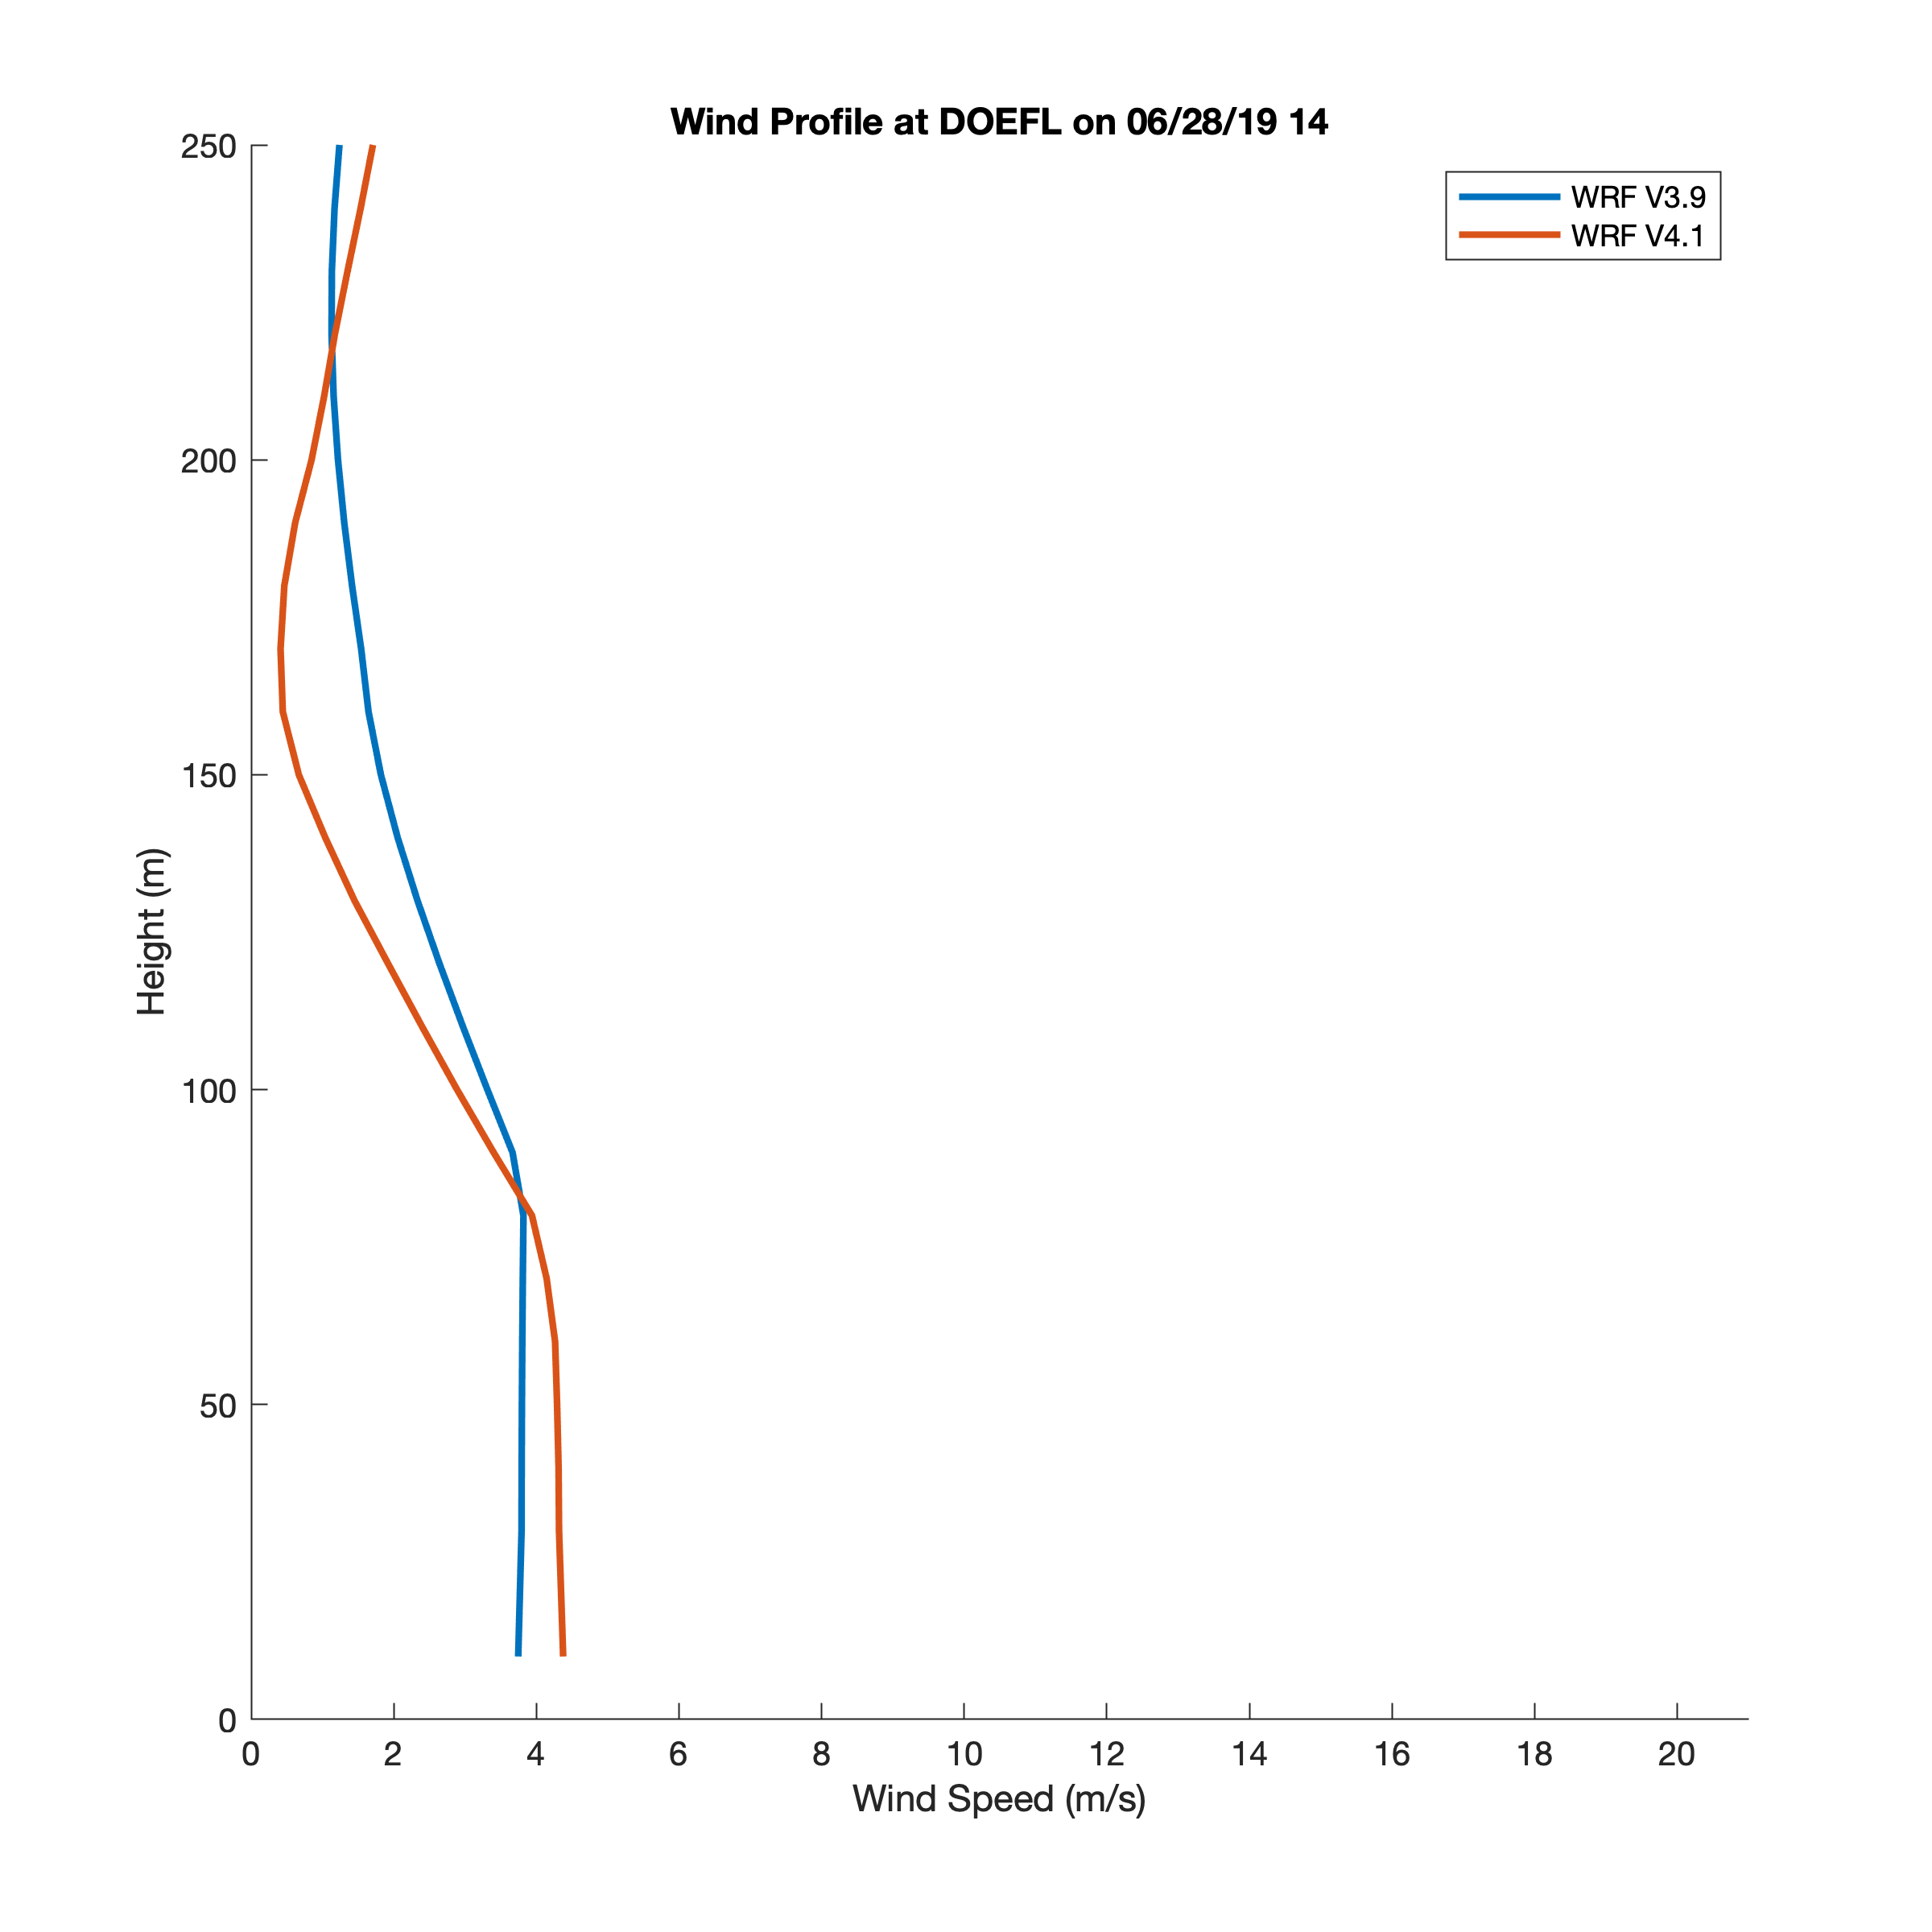 Wind Profile at DOEFL on 06/28/19 14
WRF V3.9
WRF V4.1
250
200
150
100
50
0
Height (m)
0 2 4 6 8 10 12 14 16 18 20
Wind Speed (m/s)